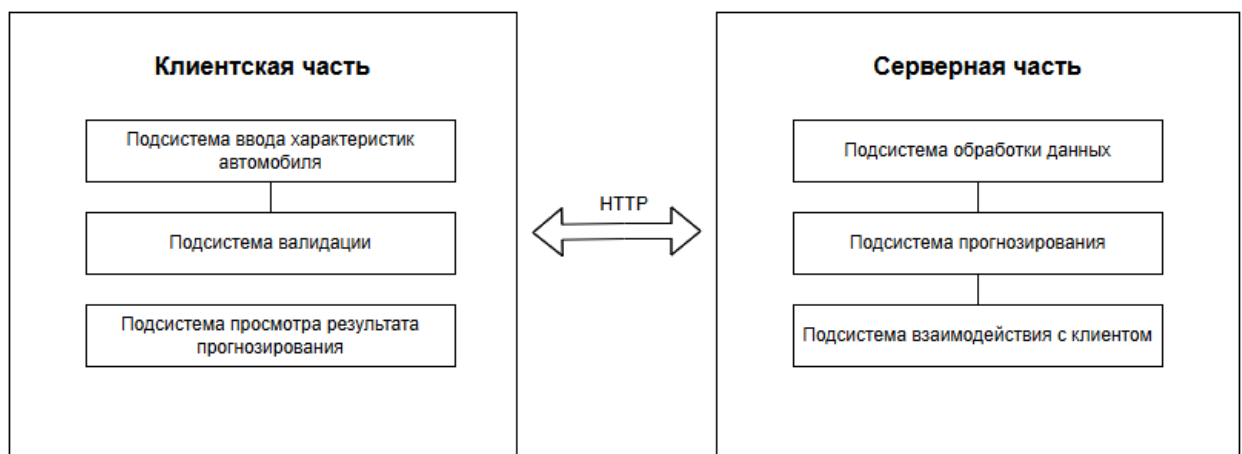 Клиентская часть
Подсистема ввода характеристик
автомобиля
Подсистема валидации
Подсистема просмотра результата
прогнозирования
HTTP
Серверная часть
Подсистема обработки данных
Подсистема прогнозирования
Подсистема взаимодействия с клиентом